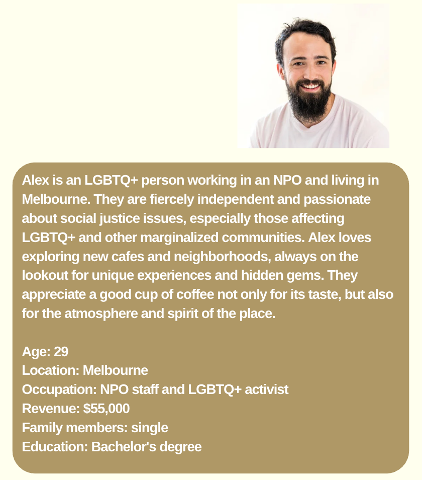 Alex is an LGBTQ+ person working in an NPO and living in
Melbourne. They are fiercely independent and passionate
about social justice issues, especially those affecting
LGBTQ+ and other marginalized communities. Alex loves
exploring new cafes and neighborhoods, always on the
lookout for unique experiences and hidden gems. They
appreciate a good cup of coffee not only for its taste, but also
for the atmosphere and spirit of the place.
Age: 29
Location: Melbourne
Occupation: NPO staff and LGBTQ+ activist
Revenue: $55,000
Family members: single
Education: Bachelor's degree